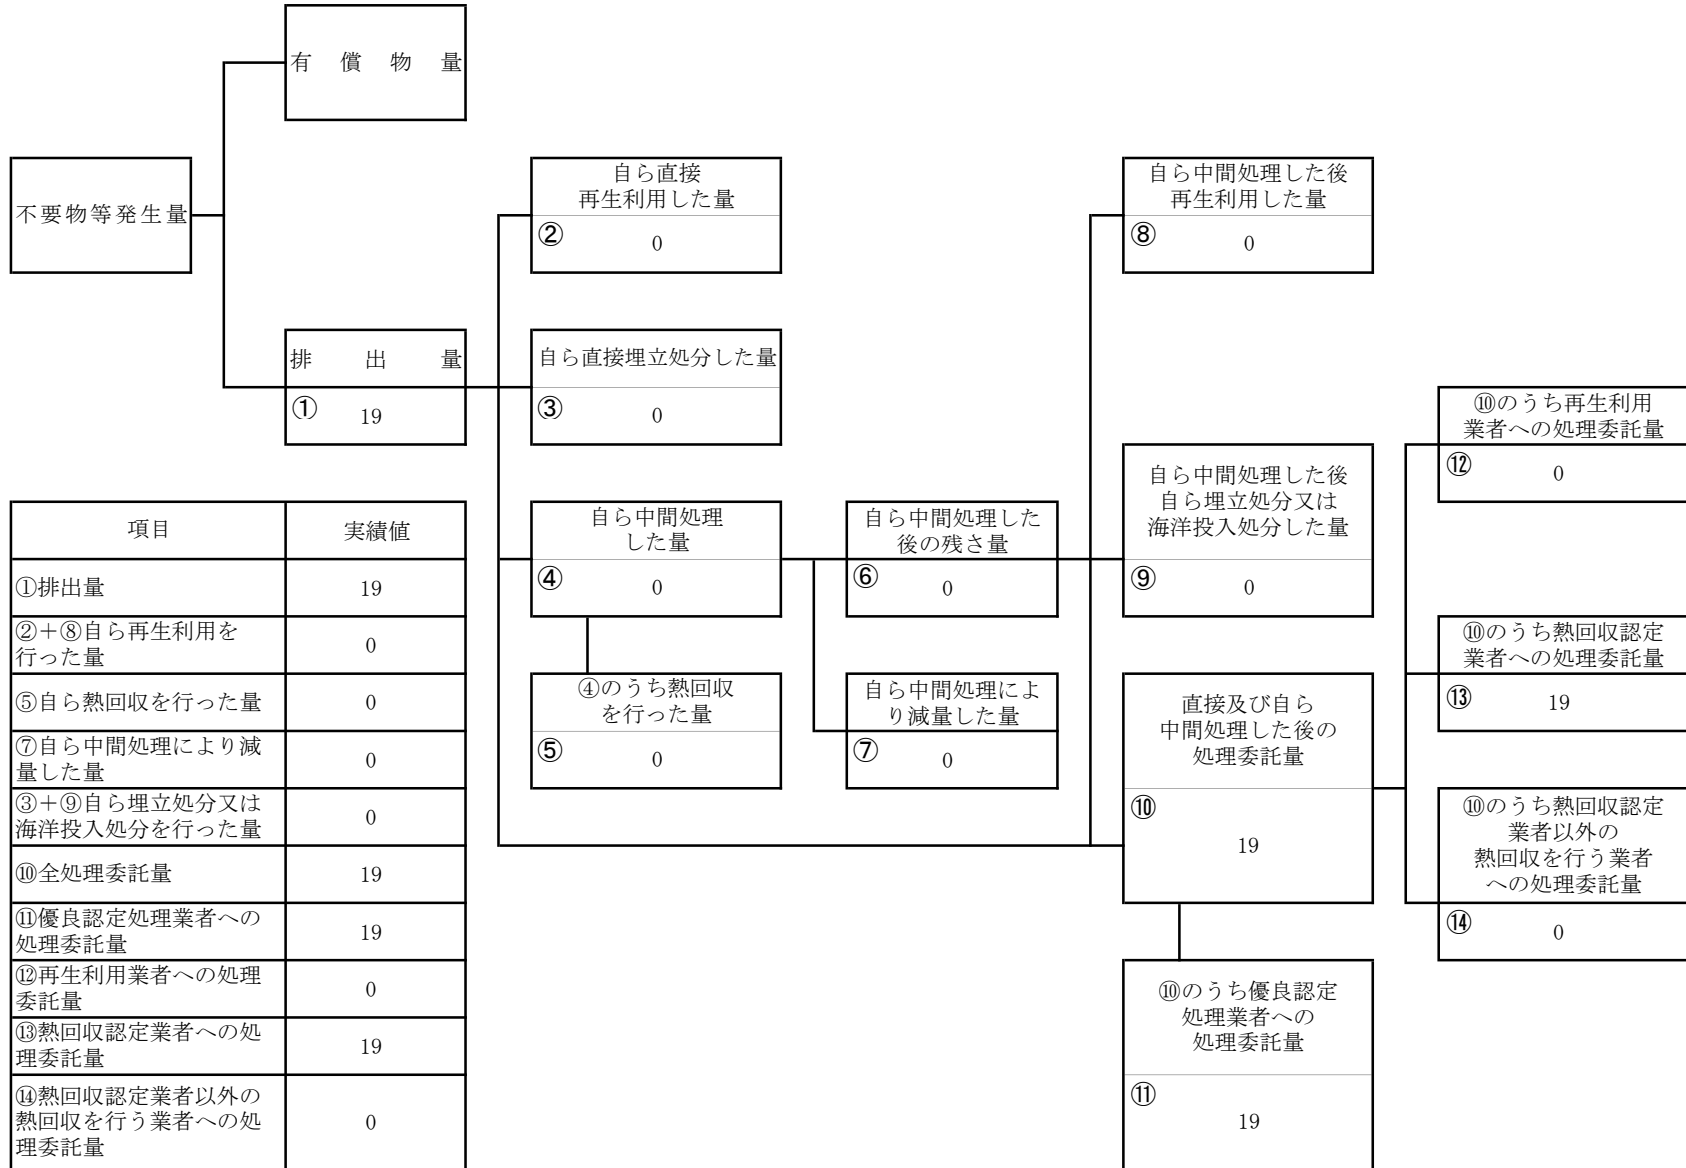 有償物量
不要物等発生量
自ら直接
再生利用した量
② 0
自ら中間処理した後
再生利用した量
⑧ 0
排出量
① 19
自ら直接埋立処分した量
③ 0
⑩のうち再生利用
業者への処理委託量
⑫ 0
自ら中間処理
した量
④ 0
自ら中間処理した
後の残さ量
⑥ 0
自ら中間処理した後
自ら埋立処分又は
海洋投入処分した量
⑨ 0
⑩のうち熱回収認定
業者への処理委託量
⑬ 19
④のうち熱回収
を行った量
⑤ 0
自ら中間処理によ
り減量した量
⑦ 0
直接及び自ら
中間処理した後の
処理委託量
⑩
19
⑩のうち熱回収認定
業者以外の
熱回収を行う業者
への処理委託量
⑭ 0
⑩のうち優良認定
処理業者への
処理委託量
⑪
19
項目 実績値
①排出量 19
②＋⑧自ら再生利用を
行った量 0
⑤自ら熱回収を行った量 0
⑦自ら中間処理により減
量した量 0
③＋⑨自ら埋立処分又は
海洋投入処分を行った量 0
⑩全処理委託量 19
⑪優良認定処理業者への
処理委託量 19
⑫再生利用業者への処理
委託量 0
⑬熱回収認定業者への処
理委託量 19
⑭熱回収認定業者以外の
熱回収を行う業者への処
理委託量 0